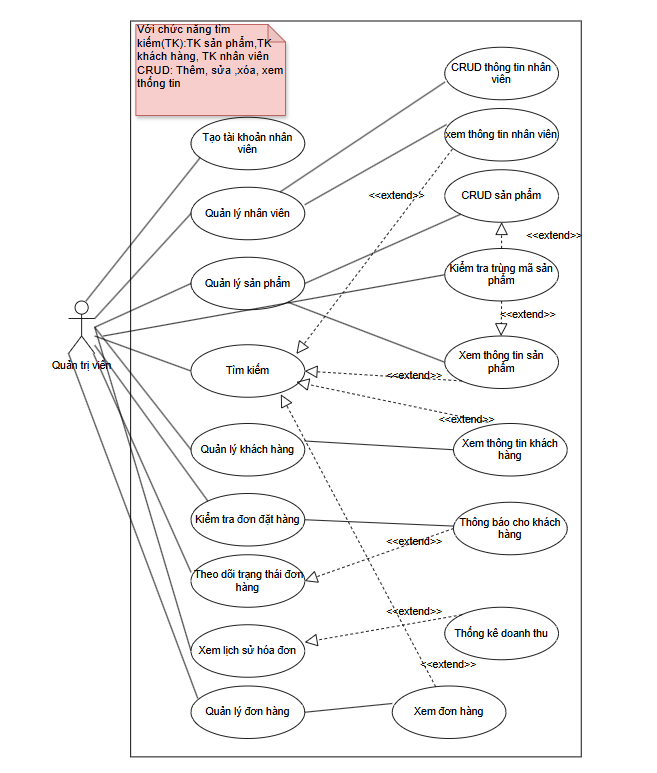 Với chức năng tìm
kiếm(TK):TK sản phẩm,TK
khách hàng, TK nhân viên
CRUD: Thêm, sửa ,xóa, xem
thống tin
CRUD thông tin nhân
viên
Tạo tài khoản nhân
viên
xem thông tin nhân viên
<<extend>>
CRUD sản phẩm
Quản lý nhân viên
<<extend>>
Kiểm tra trùng mã sản
phẩm
Quản lý sản phẩm
<<extend>>
Quản trị viên
Xem thông tin sản
phẩm
Tìm kiếm
<<extend>>
<<extend>>
Quản lý khách hàng
Xem thông tin khách
hàng
Kiểm tra đơn đặt hàng
Thông báo cho khách
hàng
<<extend>>
Theo dõi trạng thái đơn
hàng
<<extend>>
Thống kê doanh thu
Xem lịch sử hóa đơn
<<extend>>
Quản lý đơn hàng
Xem đơn hàng